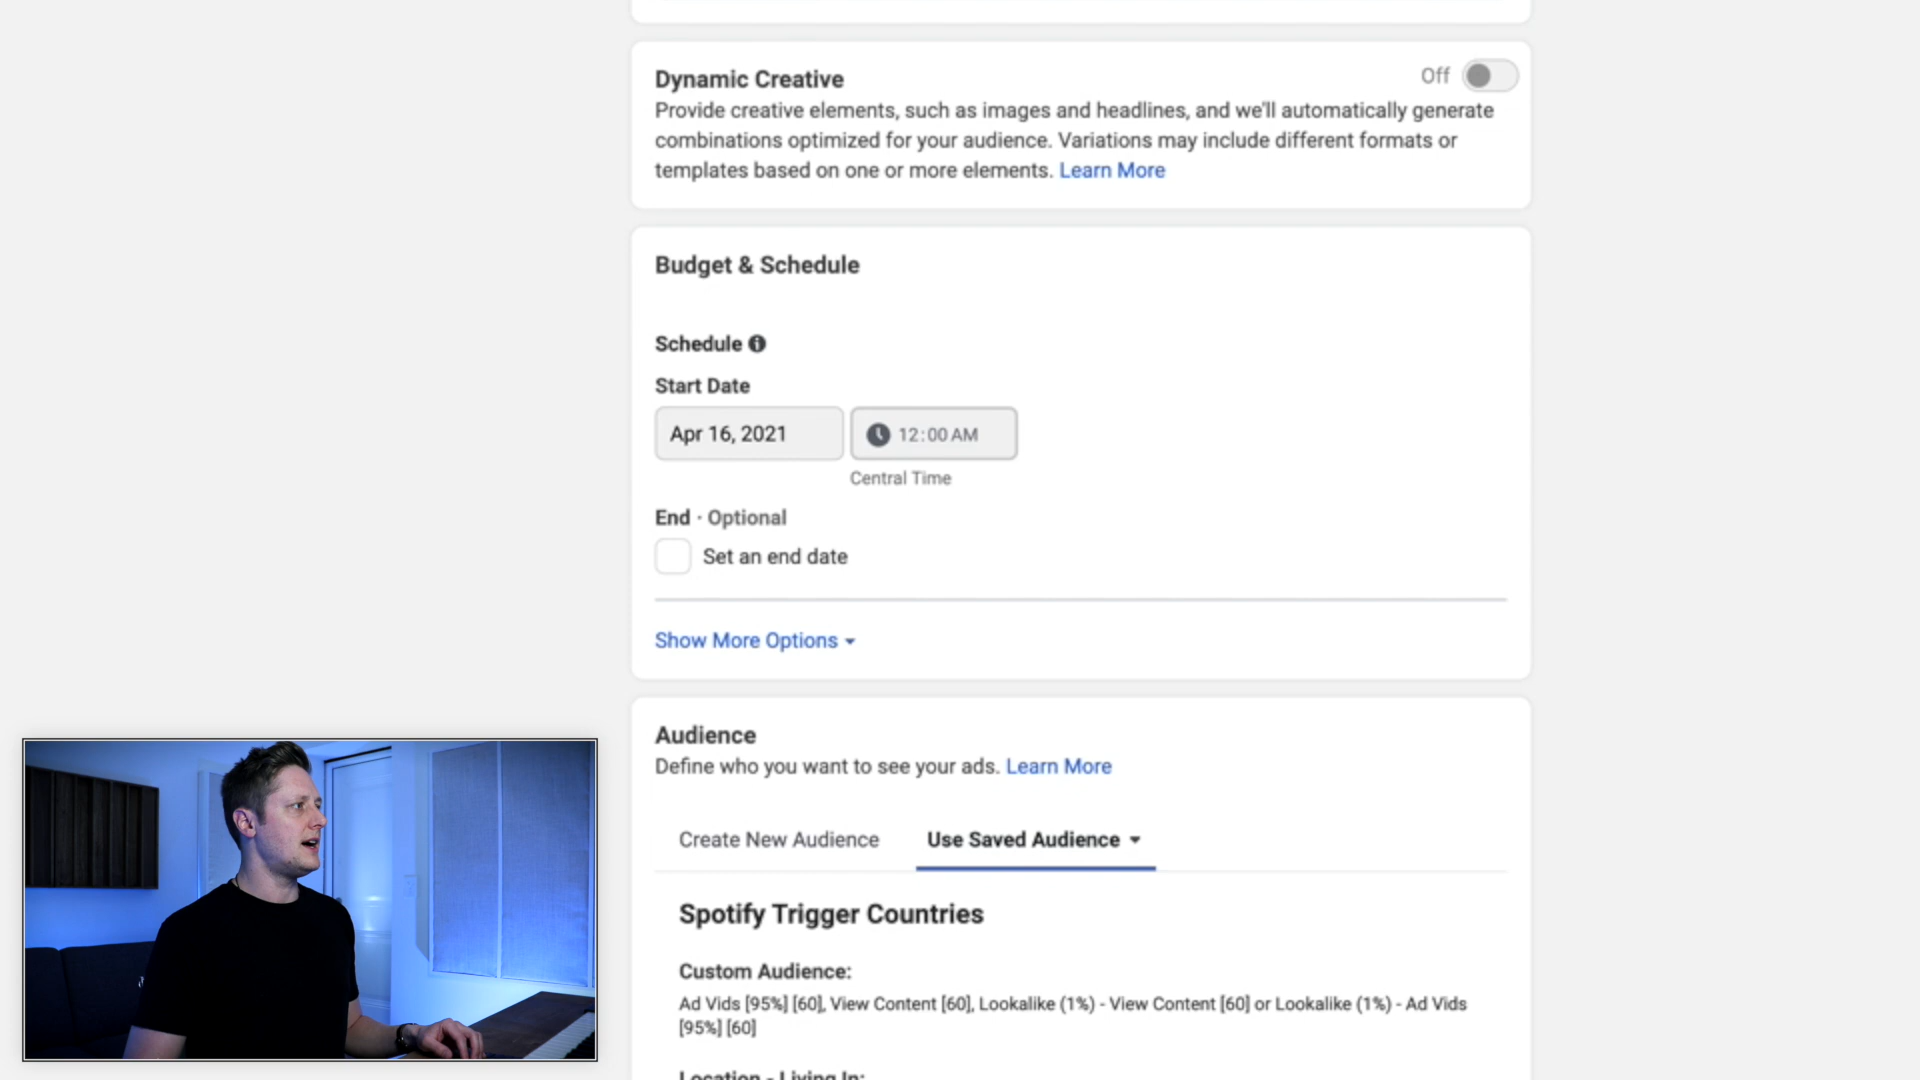 Dynamic Creative
Off
Provide creative elements, such as images and headlines, and we'll automatically generate
combinations optimized for your audience. Variations may include different formats or
templates based on one or more elements. Learn More
Budget & Schedule
Schedule
Start Date
Apr 16, 2021
12:00 AM
Central Time
End · Optional
Set an end date
Show More Options
Audience
Define who you want to see your ads. Learn More
Create New Audience
Use Saved Audience
Spotify Trigger Countries
Custom Audience:
Ad Vids [95%] [60], View Content [60], Lookalike (1%) - View Content [60] or Lookalike (1%) - Ad Vids
[95%] [60]
Location - Living In: